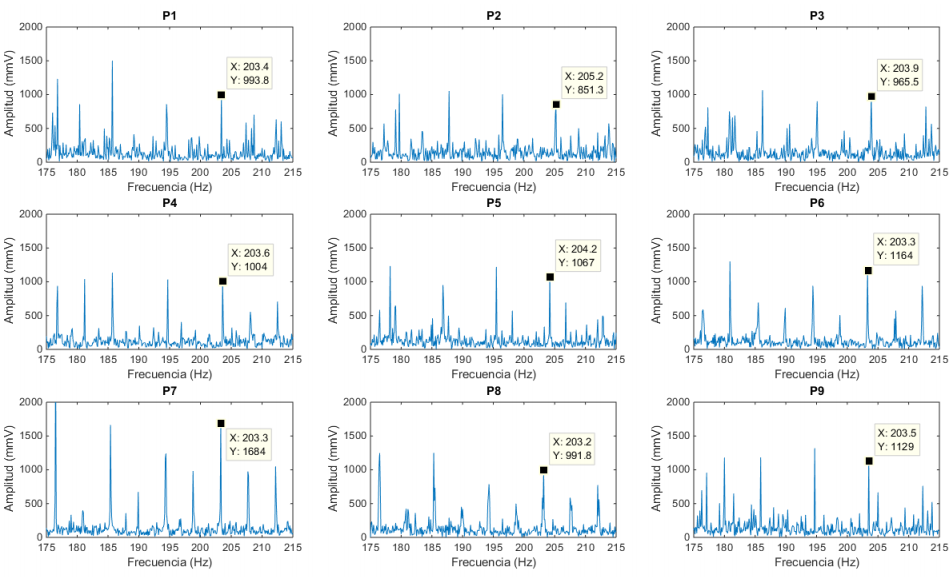 P1
2000
1500
1000
500
0
Amplitud (mmV)
X: 203.4
Y: 993.8
175 180 185 190 195 200 205 210 215
Frecuencia (Hz)
P2
2000
1500
1000
500
0
Amplitud (mmV)
X: 205.2
Y: 851.3
175 180 185 190 195 200 205 210 215
Frecuencia (Hz)
P3
2000
1500
1000
500
0
Amplitud (mmV)
X: 203.9
Y: 965.5
175 180 185 190 195 200 205 210 215
Frecuencia (Hz)
P4
2000
1500
1000
500
0
Amplitud (mmV)
X: 203.6
Y: 1004
175 180 185 190 195 200 205 210 215
Frecuencia (Hz)
P5
2000
1500
1000
500
0
Amplitud (mmV)
X: 204.2
Y: 1067
175 180 185 190 195 200 205 210 215
Frecuencia (Hz)
P6
2000
1500
1000
500
0
Amplitud (mmV)
X: 203.3
Y: 1164
175 180 185 190 195 200 205 210 215
Frecuencia (Hz)
P7
2000
1500
1000
500
0
Amplitud (mmV)
X: 203.3
Y: 1684
175 180 185 190 195 200 205 210 215
Frecuencia (Hz)
P8
2000
1500
1000
500
0
Amplitud (mmV)
X: 203.2
Y: 991.8
175 180 185 190 195 200 205 210 215
Frecuencia (Hz)
P9
2000
1500
1000
500
0
Amplitud (mmV)
X: 203.5
Y: 1129
175 180 185 190 195 200 205 210 215
Frecuencia (Hz)